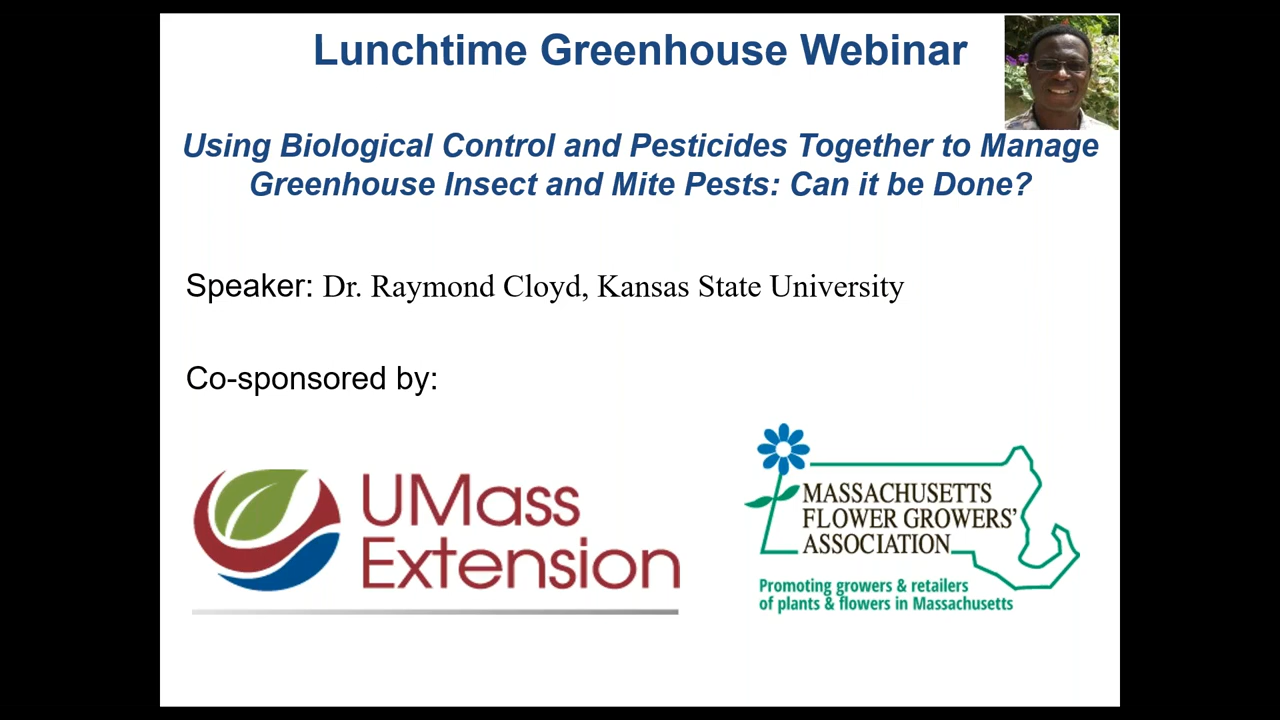 Lunchtime Greenhouse Webinar
Using Biological Control and Pesticides Together to Manage
Greenhouse Insect and Mite Pests: Can it be Done?
Speaker: Dr. Raymond Cloyd, Kansas State University
Co-sponsored by:
UMass
Extension
MASSACHUSETTS
FLOWER GROWERS'
ASSOCIATION
Promoting growers & retailers
of plants & flowers in Massachusetts